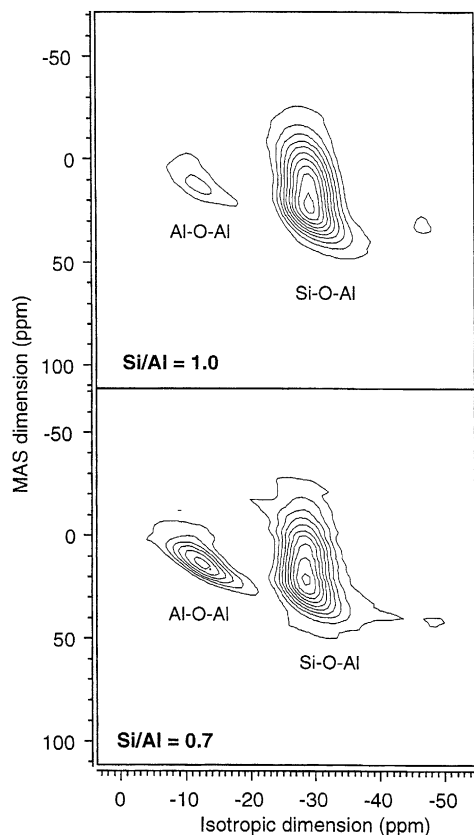 MAS dimension (ppm)
-50
0
50
100
Al-O-Al
Si-O-Al
Si/Al = 1.0
-50
0
50
100
Al-O-Al
Si-O-Al
Si/Al = 0.7
0 -10 -20 -30 -40 -50
Isotropic dimension (ppm)